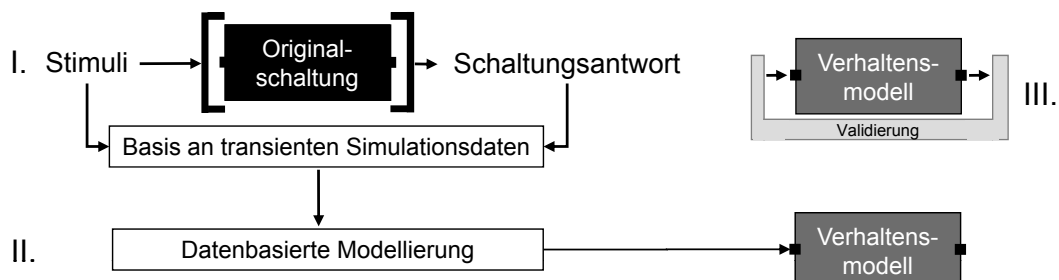 I. Stimuli
Original-
schaltung
Schaltungsantwort
Basis an transienten Simulationsdaten
Verhaltens-
modell
Validierung
III.
II.
Datenbasierte Modellierung
Verhaltens-
modell